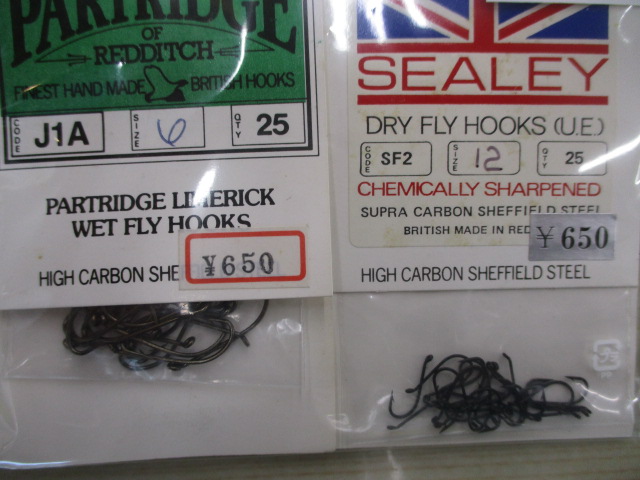 PARTRIDGE
OF
REDDITCH
FINEST HAND MADE BRITISH HOOKS
CODE J1A SIZE 6 QTY 25
PARTRIDGE LIMERICK
WET FLY HOOKS
¥650
HIGH CARBON SHE
SEALEY
DRY FLY HOOKS (U.E.)
CODE SF2 SIZE 12 QTY 25
CHEMICALLY SHARPENED
SUPRA CARBON SHEFFIELD STEEL
BRITISH MADE IN RED
¥650
HIGH CARBON SHEFFIELD STEEL